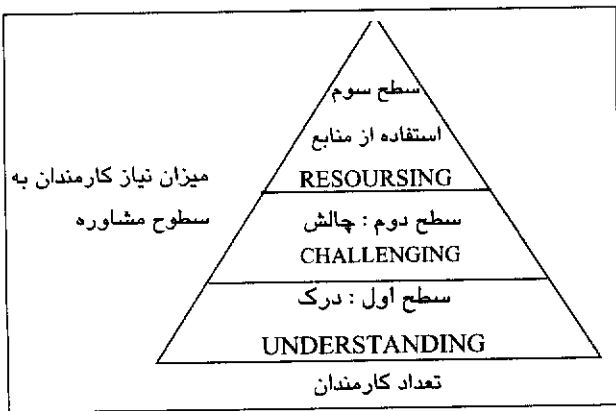 سطح سوم
استفاده از منابع
RESOURSING
میزان نیاز کارمندان به
سطوح مشاوره
سطح دوم : چالش
CHALLENGING
سطح اول : درک
UNDERSTANDING
تعداد کارمندان